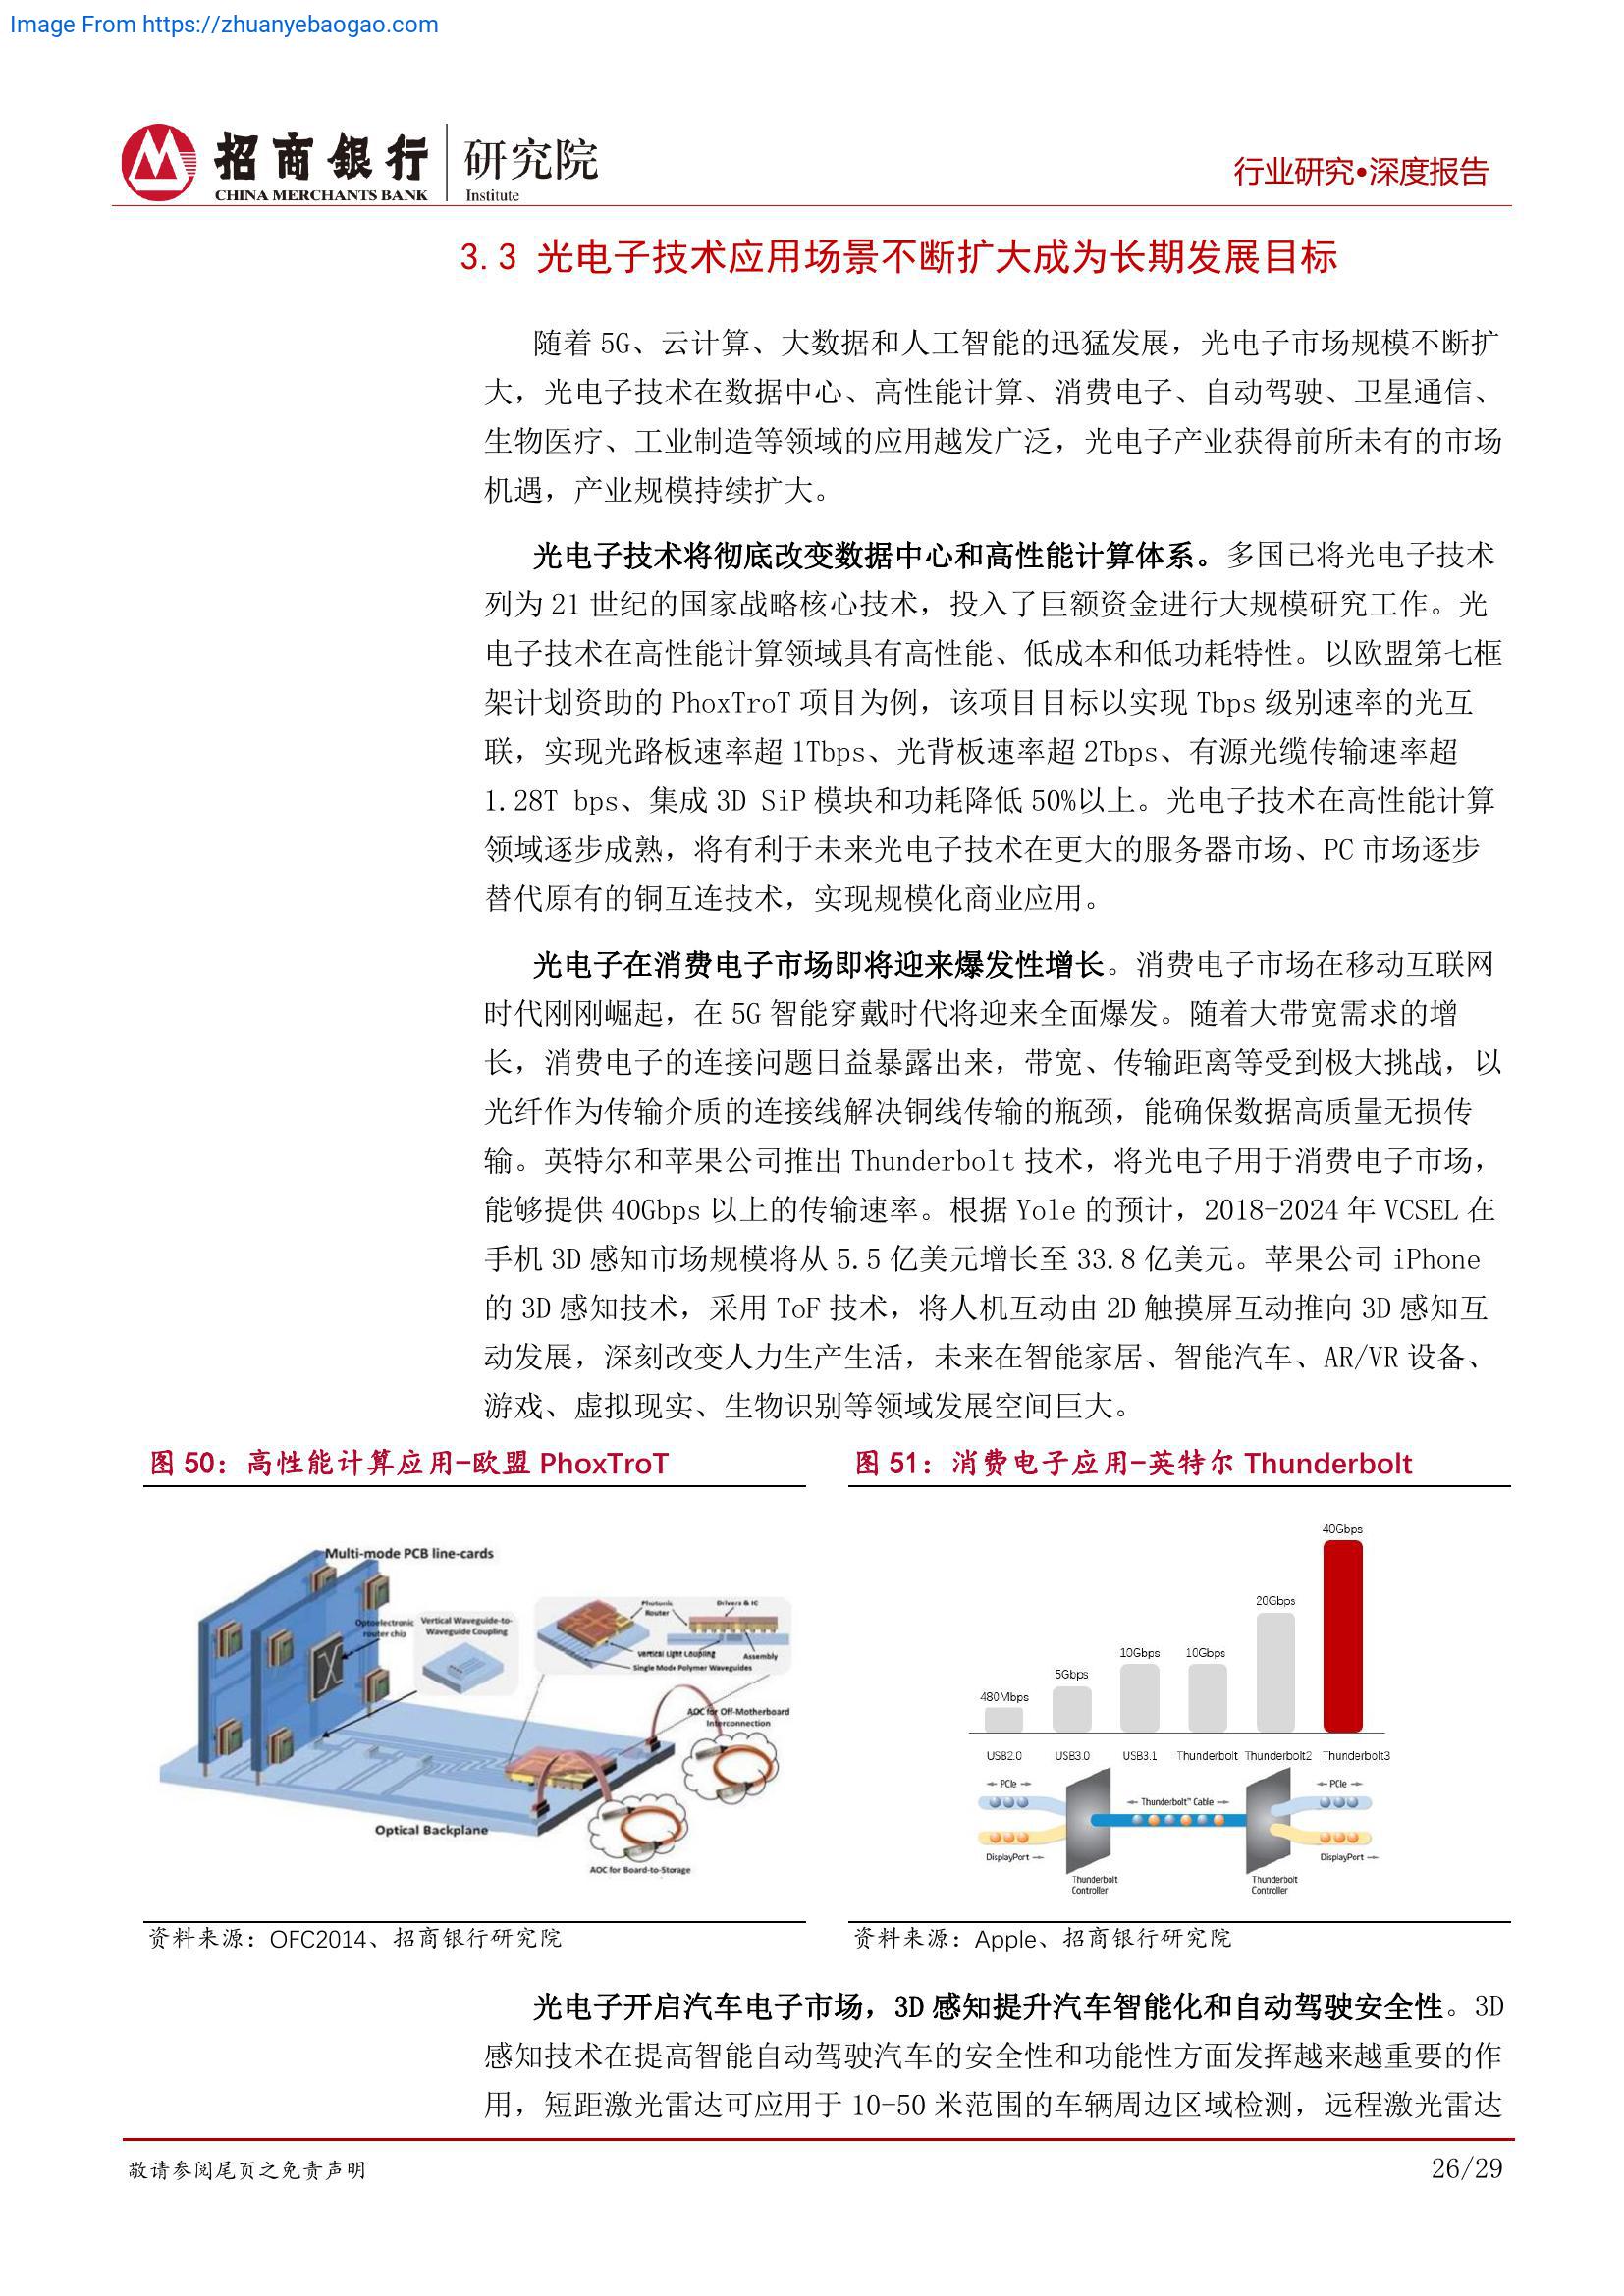 Image From https://zhuanyebaogao.com
招商銀行 研究院
CHINA MERCHANTS BANK Institute
行业研究•深度报告
3.3 光电子技术应用场景不断扩大成为长期发展目标
随着 5G、云计算、大数据和人工智能的迅猛发展，光电子市场规模不断扩
大，光电子技术在数据中心、高性能计算、消费电子、自动驾驶、卫星通信、
生物医疗、工业制造等领域的应用越发广泛，光电子产业获得前所未有的市场
机遇，产业规模持续扩大。
光电子技术将彻底改变数据中心和高性能计算体系。多国已将光电子技术
列为 21 世纪的国家战略核心技术，投入了巨额资金进行大规模研究工作。光
电子技术在高性能计算领域具有高性能、低成本和低功耗特性。以欧盟第七框
架计划资助的 PhoxTroT 项目为例，该项目目标以实现 Tbps 级别速率的光互
联，实现光路板速率超 1Tbps、光背板速率超 2Tbps、有源光缆传输速率超
1.28T bps、集成 3D SiP 模块和功耗降低 50%以上。光电子技术在高性能计算
领域逐步成熟，将有利于未来光电子技术在更大的服务器市场、PC 市场逐步
替代原有的铜互连技术，实现规模化商业应用。
光电子在消费电子市场即将迎来爆发性增长。消费电子市场在移动互联网
时代刚刚崛起，在 5G 智能穿戴时代将迎来全面爆发。随着大带宽需求的增
长，消费电子的连接问题日益暴露出来，带宽、传输距离等受到极大挑战，以
光纤作为传输介质的连接线解决铜线传输的瓶颈，能确保数据高质量无损传
输。英特尔和苹果公司推出 Thunderbolt 技术，将光电子用于消费电子市场，
能够提供 40Gbps 以上的传输速率。根据 Yole 的预计，2018-2024 年 VCSEL 在
手机 3D 感知市场规模将从 5.5 亿美元增长至 33.8 亿美元。苹果公司 iPhone
的 3D 感知技术，采用 ToF 技术，将人机互动由 2D 触摸屏互动推向 3D 感知互
动发展，深刻改变人力生产生活，未来在智能家居、智能汽车、AR/VR 设备、
游戏、虚拟现实、生物识别等领域发展空间巨大。
图 50：高性能计算应用-欧盟 PhoxTroT
Multi-mode PCB line-cards
Optoelectronic
router chip
Vertical Waveguide-to-
Waveguide Coupling
Photonic
Router
Drivers & IC
Vertical Light Coupling
Assembly
Single Mode Polymer Waveguides
AOC for Off-Motherboard
Interconnection
Optical Backplane
AOC for Board-to-Storage
资料来源：OFC2014、招商银行研究院
图 51：消费电子应用-英特尔 Thunderbolt
40Gbps
20Gbps
10Gbps 10Gbps
5Gbps
480Mbps
USB2.0 USB3.0 USB3.1 Thunderbolt Thunderbolt2 Thunderbolt3
PCIe
Thunderbolt™ Cable
PCIe
DisplayPort
DisplayPort
Thunderbolt
Controller
Thunderbolt
Controller
资料来源：Apple、招商银行研究院
光电子开启汽车电子市场，3D 感知提升汽车智能化和自动驾驶安全性。3D
感知技术在提高智能自动驾驶汽车的安全性和功能性方面发挥越来越重要的作
用，短距激光雷达可应用于 10-50 米范围的车辆周边区域检测，远程激光雷达
敬请参阅尾页之免责声明
26/29